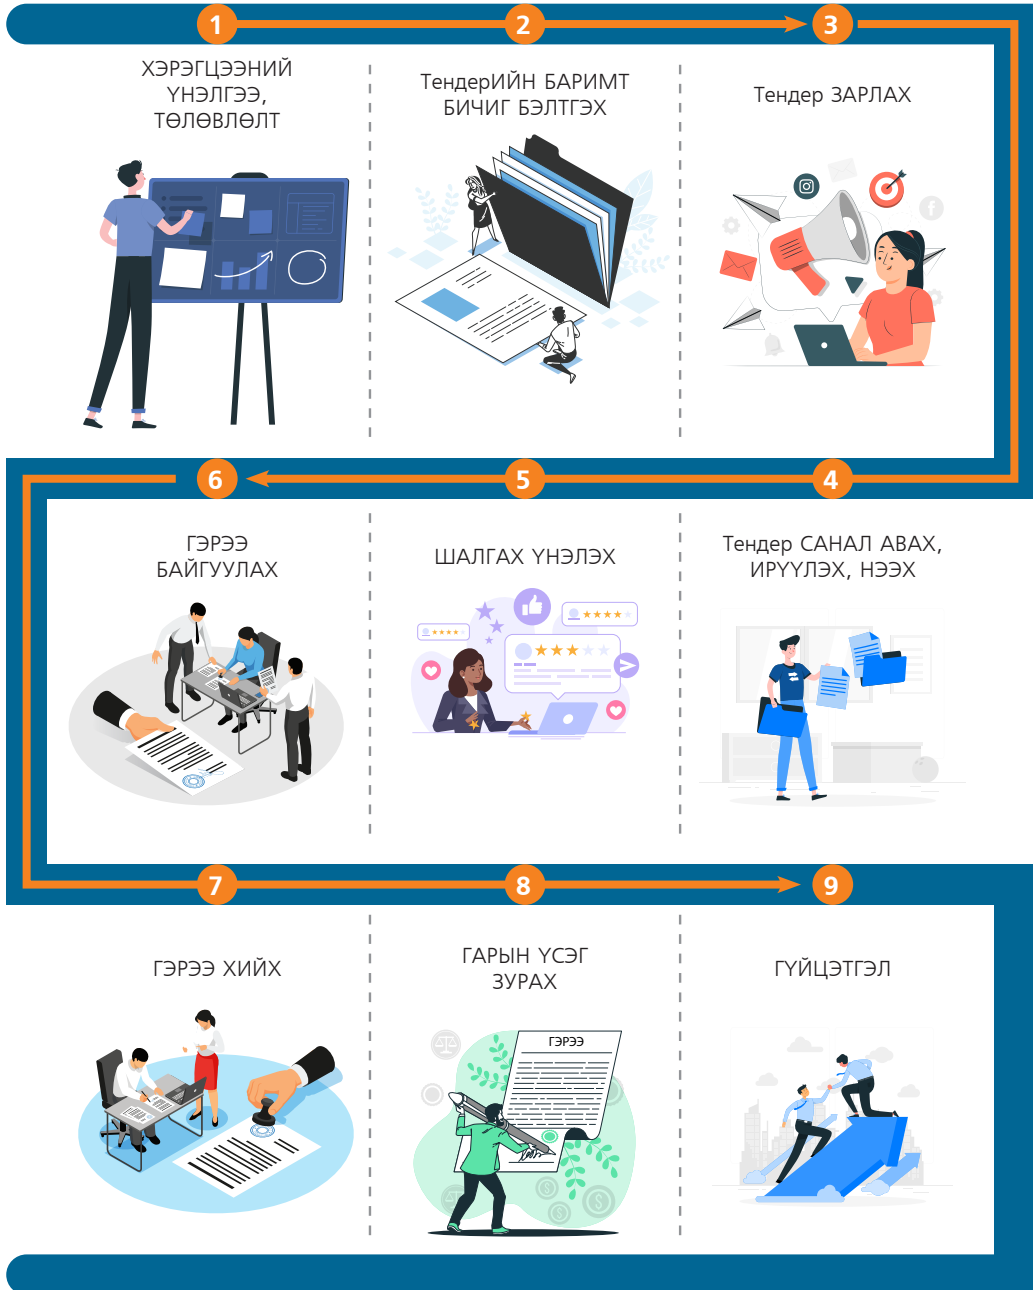 1
ХЭРЭГЦЭЭНИЙ
ҮНЭЛГЭЭ,
ТӨЛӨВЛӨЛТ
2
ТендерИЙН БАРИМТ
БИЧИГ БЭЛТГЭХ
3
Тендер ЗАРЛАХ
4
Тендер САНАЛ АВАХ,
ИРҮҮЛЭХ, НЭЭХ
5
ШАЛГАХ ҮНЭЛЭХ
6
ГЭРЭЭ
БАЙГУУЛАХ
7
ГЭРЭЭ ХИЙХ
8
ГАРЫН ҮСЭГ
ЗУРАХ
ГЭРЭЭ
9
ГҮЙЦЭТГЭЛ